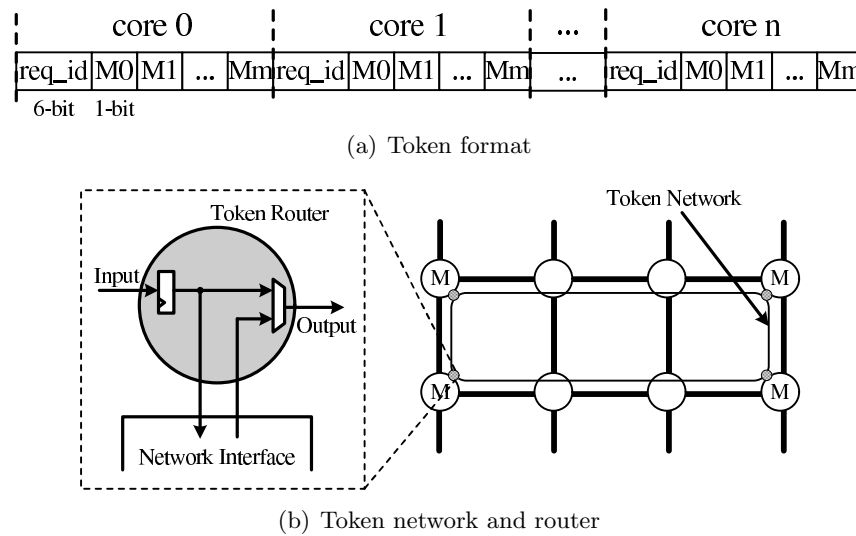 core 0 core 1 ... core n
req_id M0 M1 ... Mm req_id M0 M1 ... Mm ... req_id M0 M1 ... Mm
6-bit 1-bit
(a) Token format
Token Router
Token Network
Input
M M
Output
M M
Network Interface
(b) Token network and router